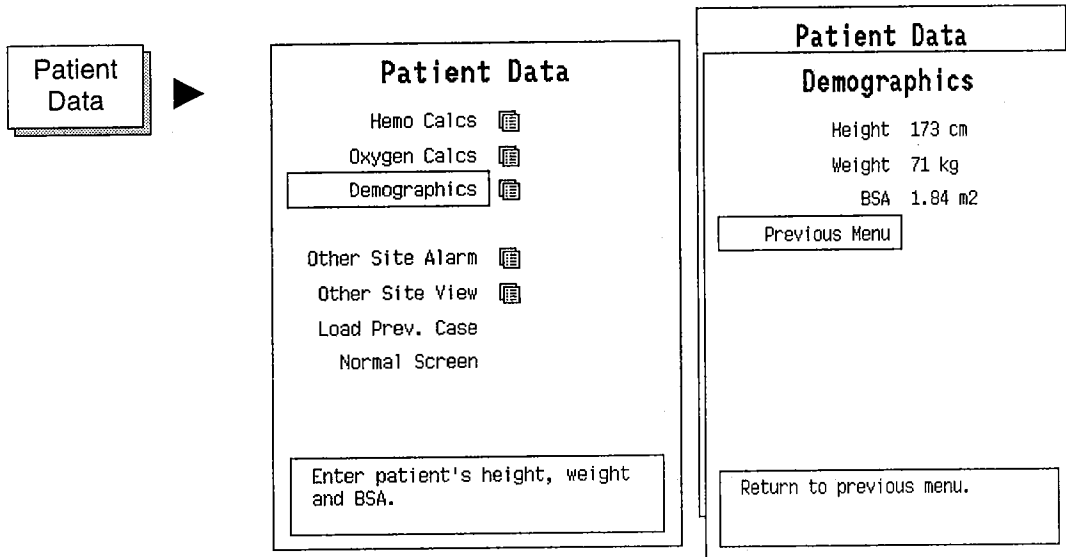 Patient
Data
Patient Data
Hemo Calcs
Oxygen Calcs
Demographics
Other Site Alarm
Other Site View
Load Prev. Case
Normal Screen
Enter patient's height, weight
and BSA.
Patient Data
Demographics
Height 173 cm
Weight 71 kg
BSA 1.84 m2
Previous Menu
Return to previous menu.